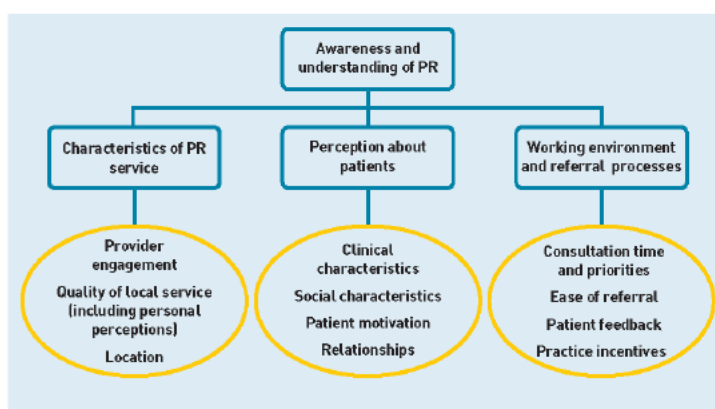 Awareness and
understanding of PR
Characteristics of PR
service
Perception about
patients
Working environment
and referral processes
Provider
engagement
Quality of local service
(including personal
perceptions)
Location
Clinical
characteristics
Social characteristics
Patient motivation
Relationships
Consultation time
and priorities
Ease of referral
Patient feedback
Practice incentives